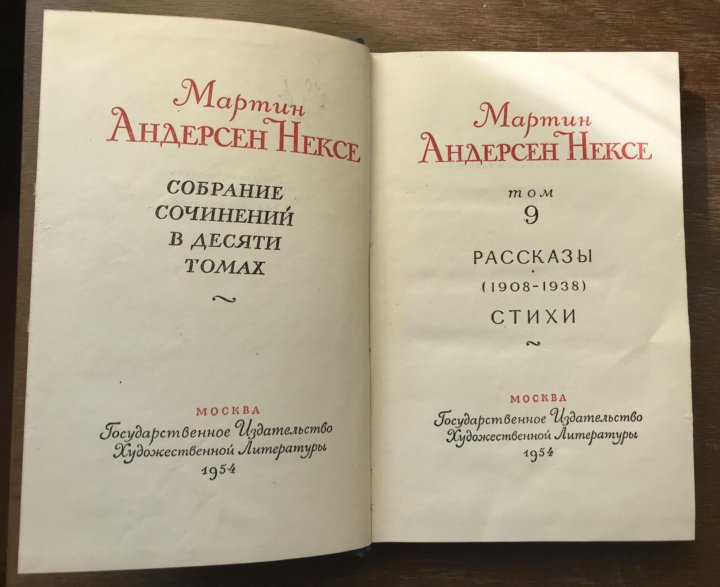 Мартин
Андерсен Нексе
СОБРАНИЕ
СОЧИНЕНИЙ
В ДЕСЯТИ
ТОМАХ
МОСКВА
Государственное Издательство
Художественной Литературы
1954
Мартин
Андерсен Нексе
том
9
РАССКАЗЫ
(1908-1938)
СТИХИ
МОСКВА
Государственное Издательство
Художественной Литературы
1954